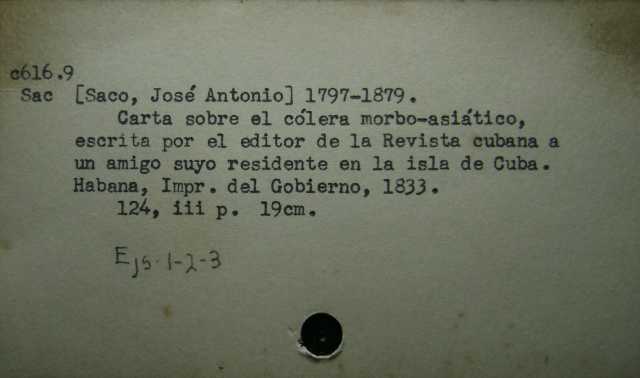 c616.9
Sac [Saco, José Antonio] 1797-1879.
Carta sobre el cólera morbo-asiático,
escrita por el editor de la Revista cubana a
un amigo suyo residente en la isla de Cuba.
Habana, Impr. del Gobierno, 1833.
124, iii p. 19cm.
Ejs.1-2-3